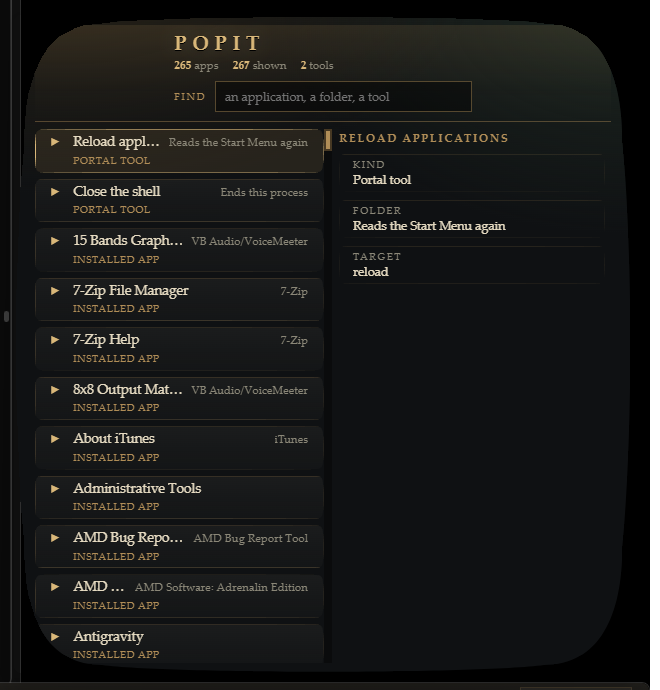 POPIT
265 apps 267 shown 2 tools
FIND an application, a folder, a tool
Reload appl... Reads the Start Menu again
PORTAL TOOL
Close the shell Ends this process
PORTAL TOOL
15 Bands Graph... VB Audio/VoiceMeeter
INSTALLED APP
7-Zip File Manager 7-Zip
INSTALLED APP
7-Zip Help 7-Zip
INSTALLED APP
8x8 Output Mat... VB Audio/VoiceMeeter
INSTALLED APP
About iTunes iTunes
INSTALLED APP
Administrative Tools
INSTALLED APP
AMD Bug Repo... AMD Bug Report Tool
INSTALLED APP
AMD ... AMD Software: Adrenalin Edition
INSTALLED APP
Antigravity
INSTALLED APP
RELOAD APPLICATIONS
KIND
Portal tool
FOLDER
Reads the Start Menu again
TARGET
reload